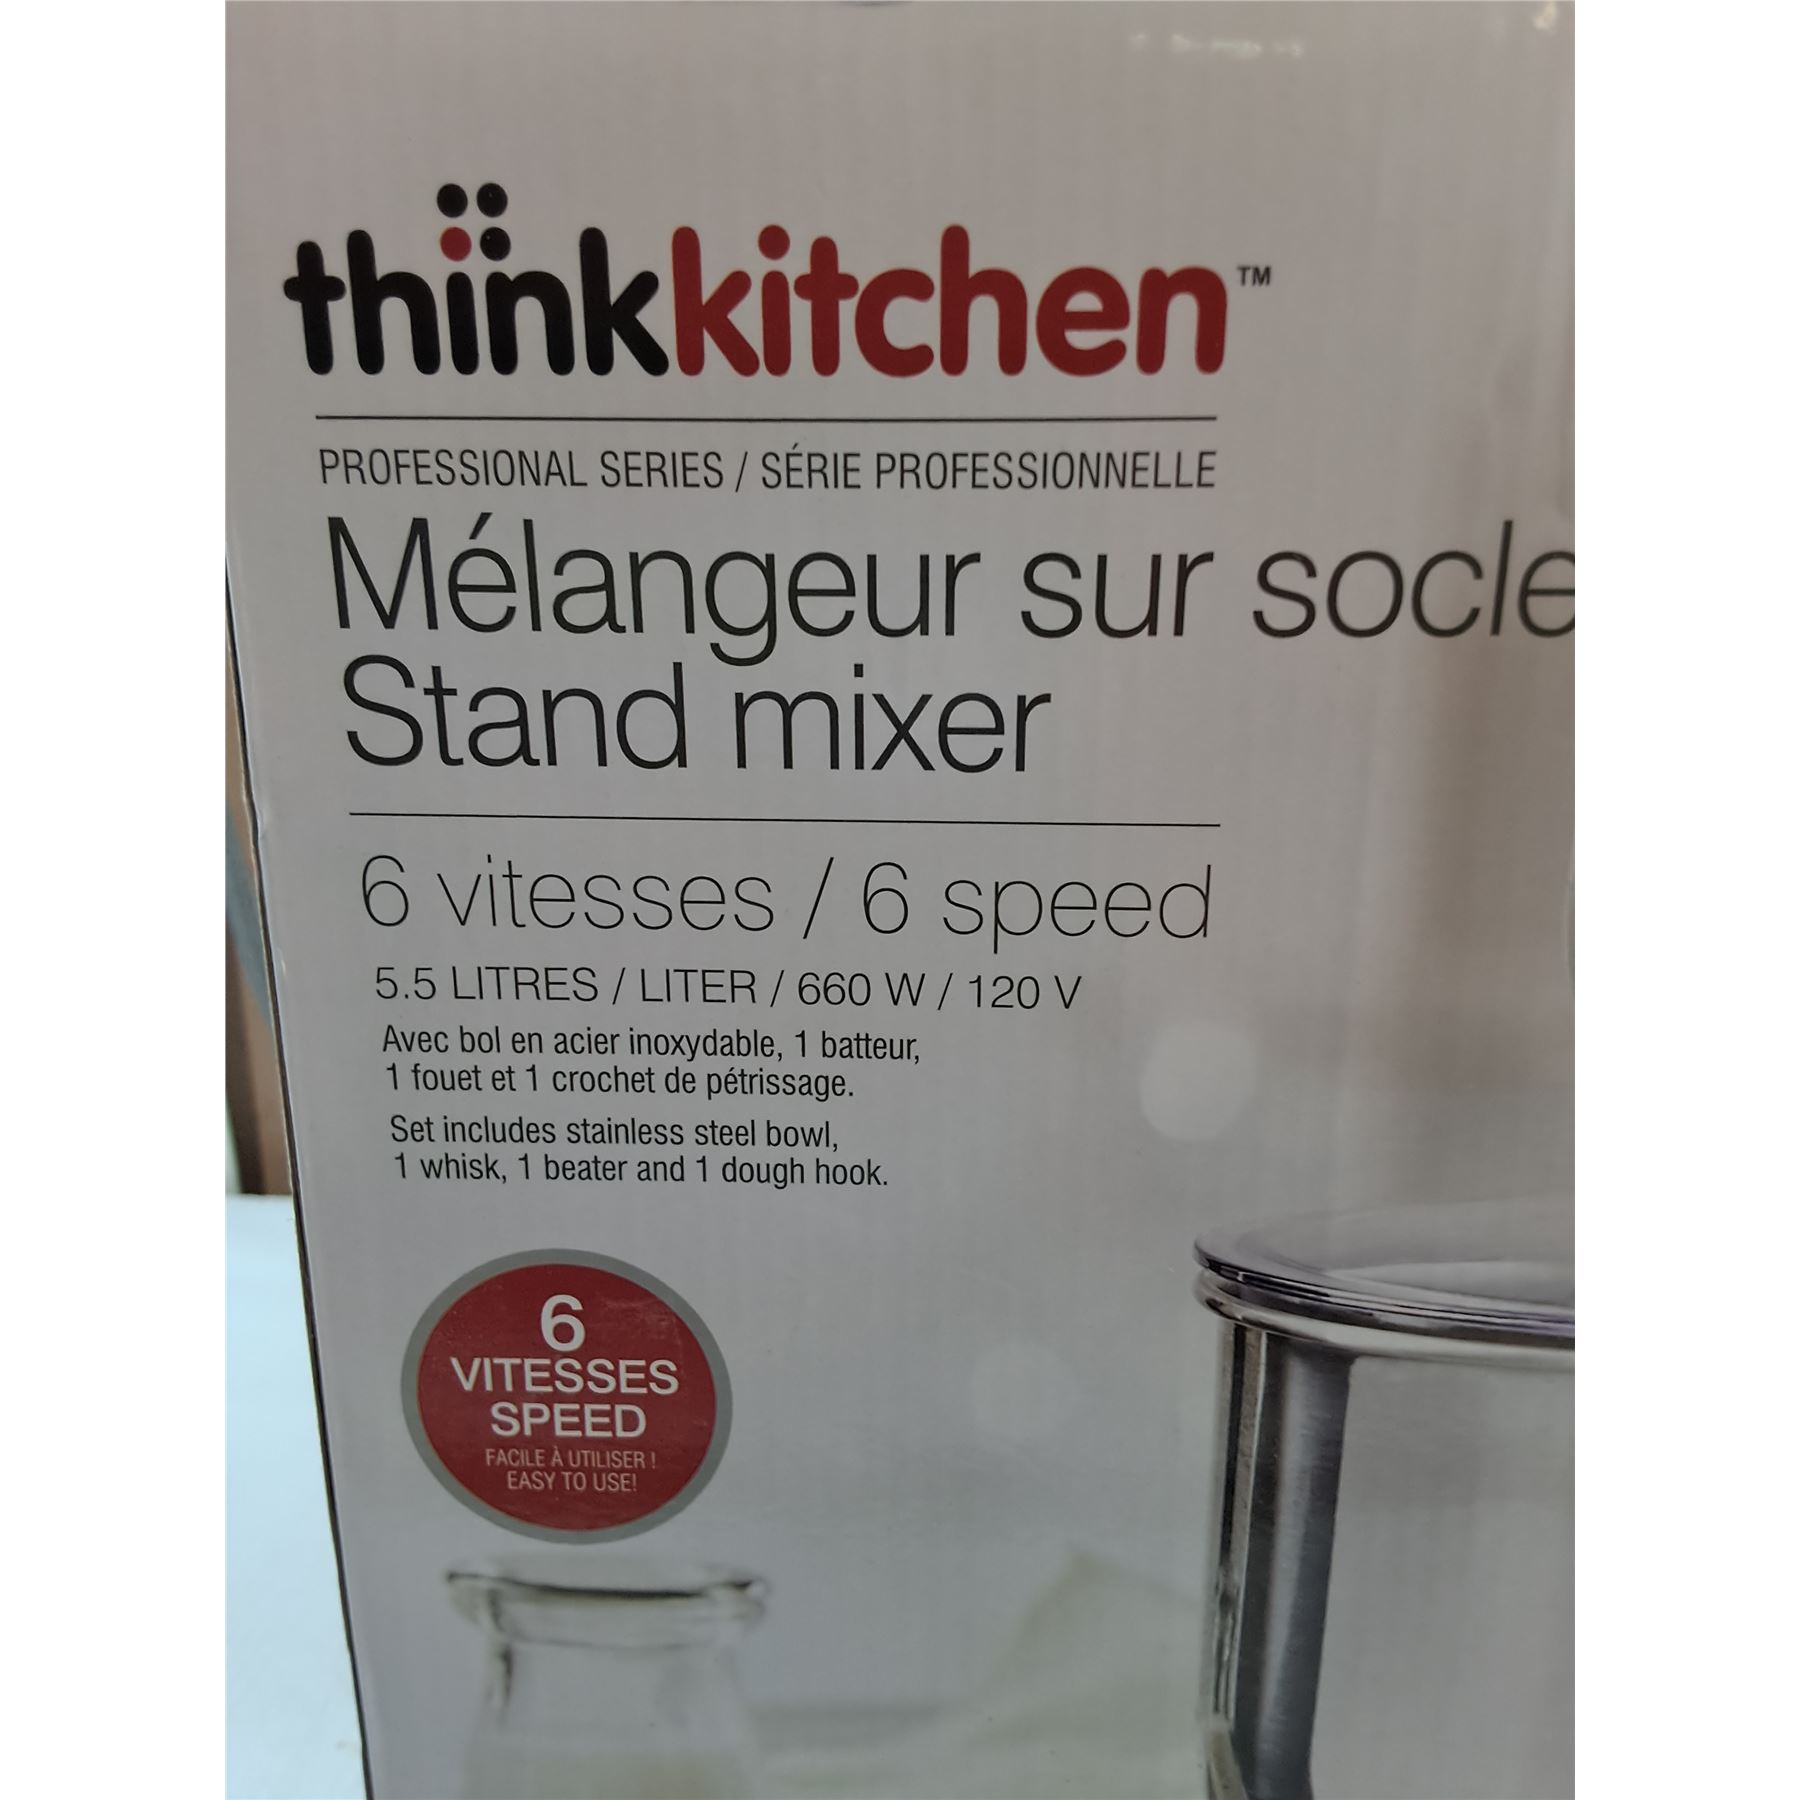 thinkkitchen™
PROFESSIONAL SERIES / SÉRIE PROFESSIONNELLE
Mélangeur sur socle
Stand mixer
6 vitesses / 6 speed
5.5 LITRES / LITER / 660 W / 120 V
Avec bol en acier inoxydable, 1 batteur,
1 fouet et 1 crochet de pétrissage.
Set includes stainless steel bowl,
1 whisk, 1 beater and 1 dough hook.
6
VITESSES
SPEED
FACILE À UTILISER !
EASY TO USE!